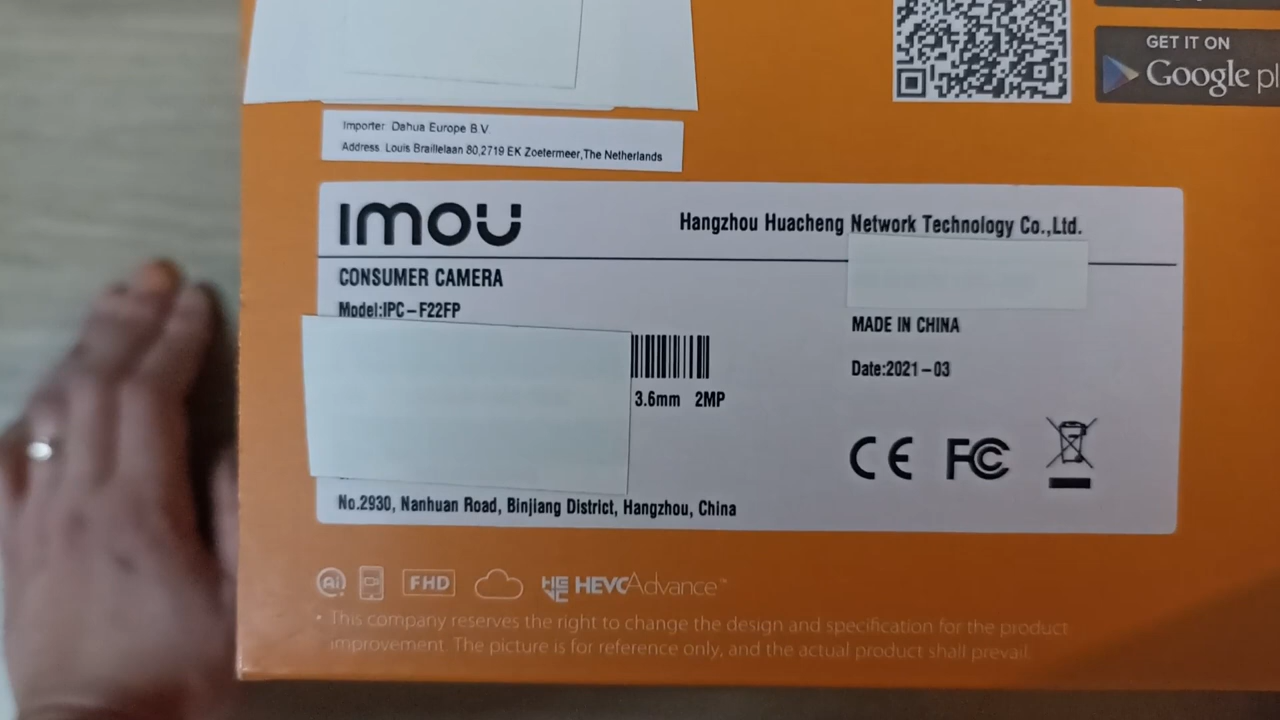 GET IT ON
Google pl
Importer: Dahua Europe B.V.
Address: Louis Braillelaan 80,2719 EK Zoetermeer,The Netherlands
imou
Hangzhou Huacheng Network Technology Co.,Ltd.
CONSUMER CAMERA
Model:IPC-F22FP
MADE IN CHINA
Date:2021-03
3.6mm 2MP
CE FC
No.2930, Nanhuan Road, Binjiang District, Hangzhou, China
Ai FHD HEVC Advance™
• This company reserves the right to change the design and specification for the product
improvement. The picture is for reference only, and the actual product shall prevail.